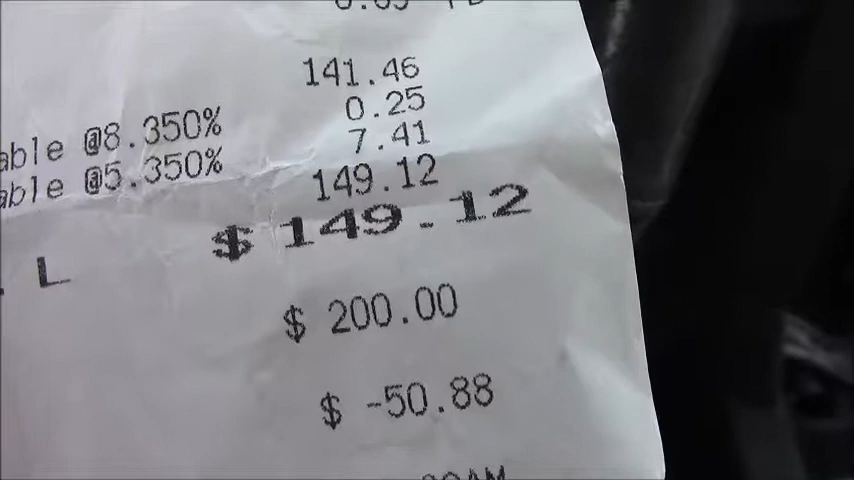 141.46
able @8.350% 0.25
able @5.350% 7.41
149.12
L $149.12
$ 200.00
$ -50.88